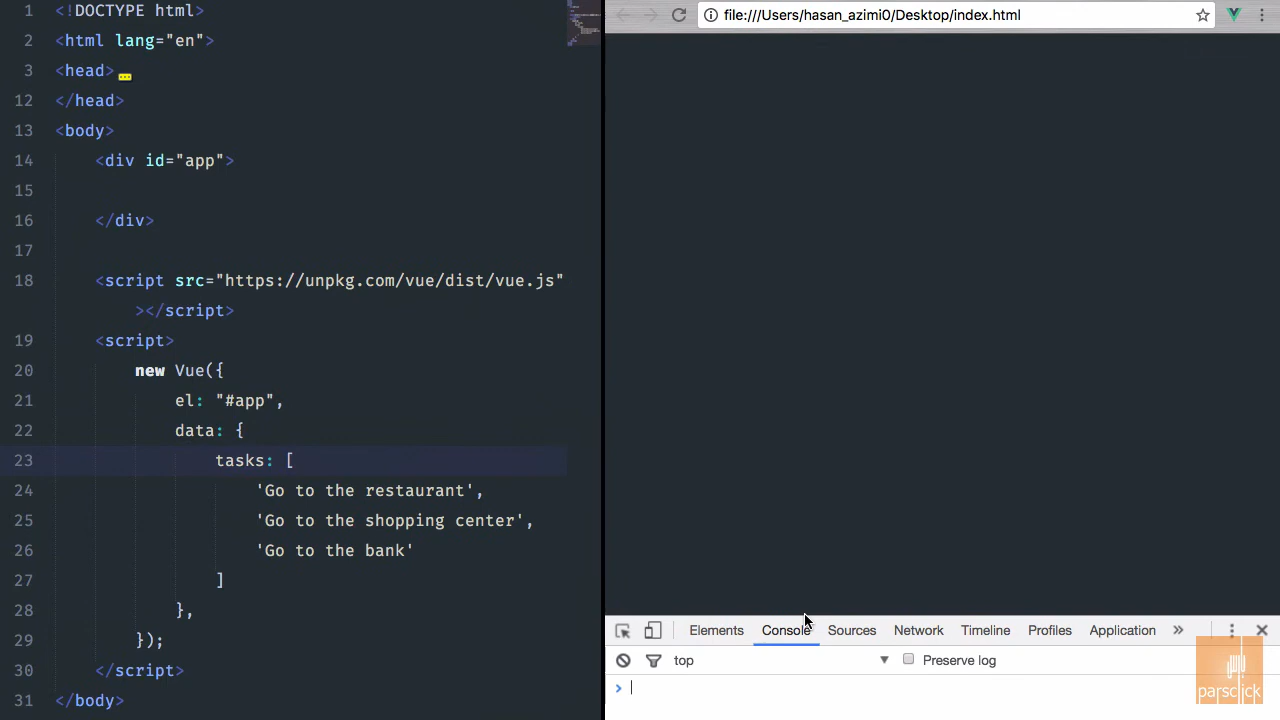 1 <!DOCTYPE html>
2 <html lang="en">
3 <head>
12 </head>
13 <body>
14 <div id="app">
15
16 </div>
17
18 <script src="https://unpkg.com/vue/dist/vue.js"
></script>
19 <script>
20 new Vue({
21 el: "#app",
22 data: {
23 tasks: [
24 'Go to the restaurant',
25 'Go to the shopping center',
26 'Go to the bank'
27 ]
28 },
29 });
30 </script>
31 </body>
file:///Users/hasan_azimi0/Desktop/index.html
Elements Console Sources Network Timeline Profiles Application »
top Preserve log
>
parsclick